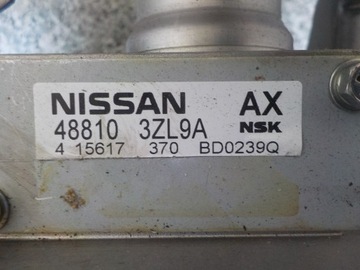 NISSAN AX
48810 3ZL9A NSK
4 15617 370 BD0239Q